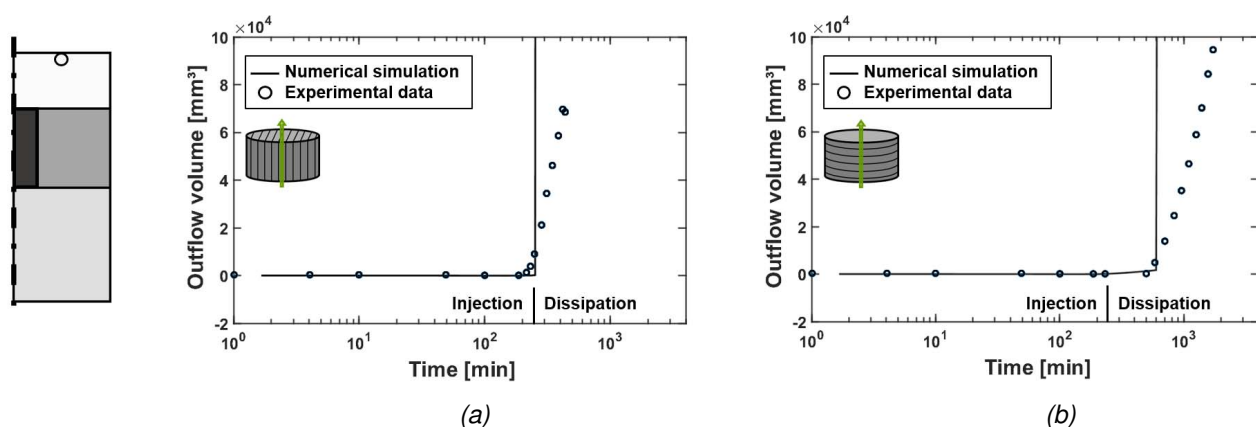 ×10⁴
10
8
6
4
2
0
-2
Outflow volume [mm³]
Numerical simulation
Experimental data
Injection
Dissipation
10⁰
10¹
10²
10³
Time [min]
(a)
×10⁴
10
8
6
4
2
0
-2
Outflow volume [mm³]
Numerical simulation
Experimental data
Injection
Dissipation
10⁰
10¹
10²
10³
Time [min]
(b)